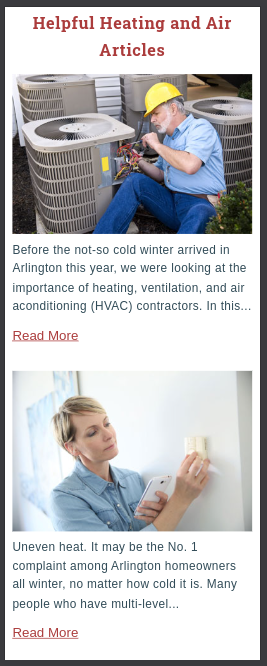 Helpful Heating and Air
Articles
Before the not-so cold winter arrived in
Arlington this year, we were looking at the
importance of heating, ventilation, and air
aconditioning (HVAC) contractors. In this...
Read More
Uneven heat. It may be the No. 1
complaint among Arlington homeowners
all winter, no matter how cold it is. Many
people who have multi-level...
Read More